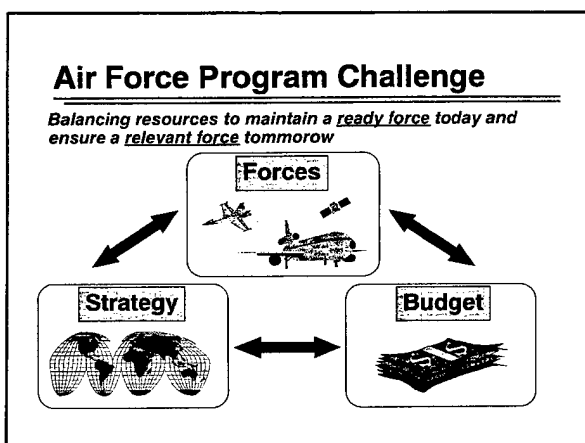 Air Force Program Challenge
Balancing resources to maintain a ready force today and
ensure a relevant force tommorow
Forces
Strategy
Budget